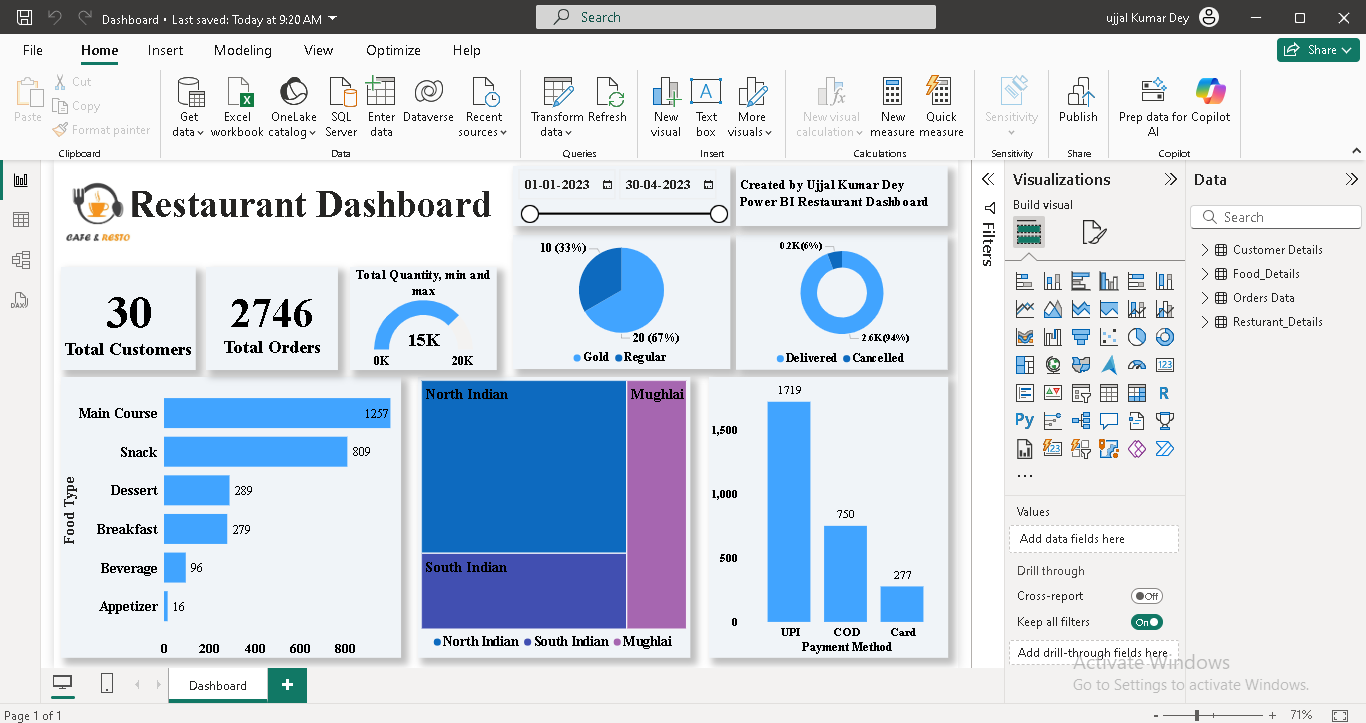 Dashboard • Last saved: Today at 9:20 AM
Search
ujjal Kumar Dey
File Home Insert Modeling View Optimize Help
Share
Paste
Cut
Copy
Format painter
Clipboard
Get data
Excel workbook
OneLake catalog
SQL Server
Enter data
Dataverse
Recent sources
Data
Transform data
Refresh
Queries
New visual
Text box
More visuals
Insert
New visual calculation
New measure
Quick measure
Calculations
Sensitivity
Sensitivity
Publish
Share
Prep data for AI
Copilot
Copilot
CAFE & RESTO
Restaurant Dashboard
01-01-2023 30-04-2023
Created by Ujjal Kumar Dey
Power BI Restaurant Dashboard
30
Total Customers
2746
Total Orders
Total Quantity, min and
max
15K
0K 20K
10 (33%)
20 (67%)
Gold Regular
0.2K(6%)
2.6K(94%)
Delivered Cancelled
Food Type
Main Course 1257
Snack 809
Dessert 289
Breakfast 279
Beverage 96
Appetizer 16
0 200 400 600 800
North Indian
Mughlai
South Indian
North Indian South Indian Mughlai
1,500
1,000
500
0
1719
750
277
UPI COD Card
Payment Method
Filters
Visualizations
Build visual
123
R
Py
123
...
Values
Add data fields here
Drill through
Cross-report Off
Keep all filters On
Add drill-through fields here
Data
Search
Customer Details
Food_Details
Orders Data
Resturant_Details
DAX
Activate Windows
Go to Settings to activate Windows.
Dashboard +
Page 1 of 1
- + 71%